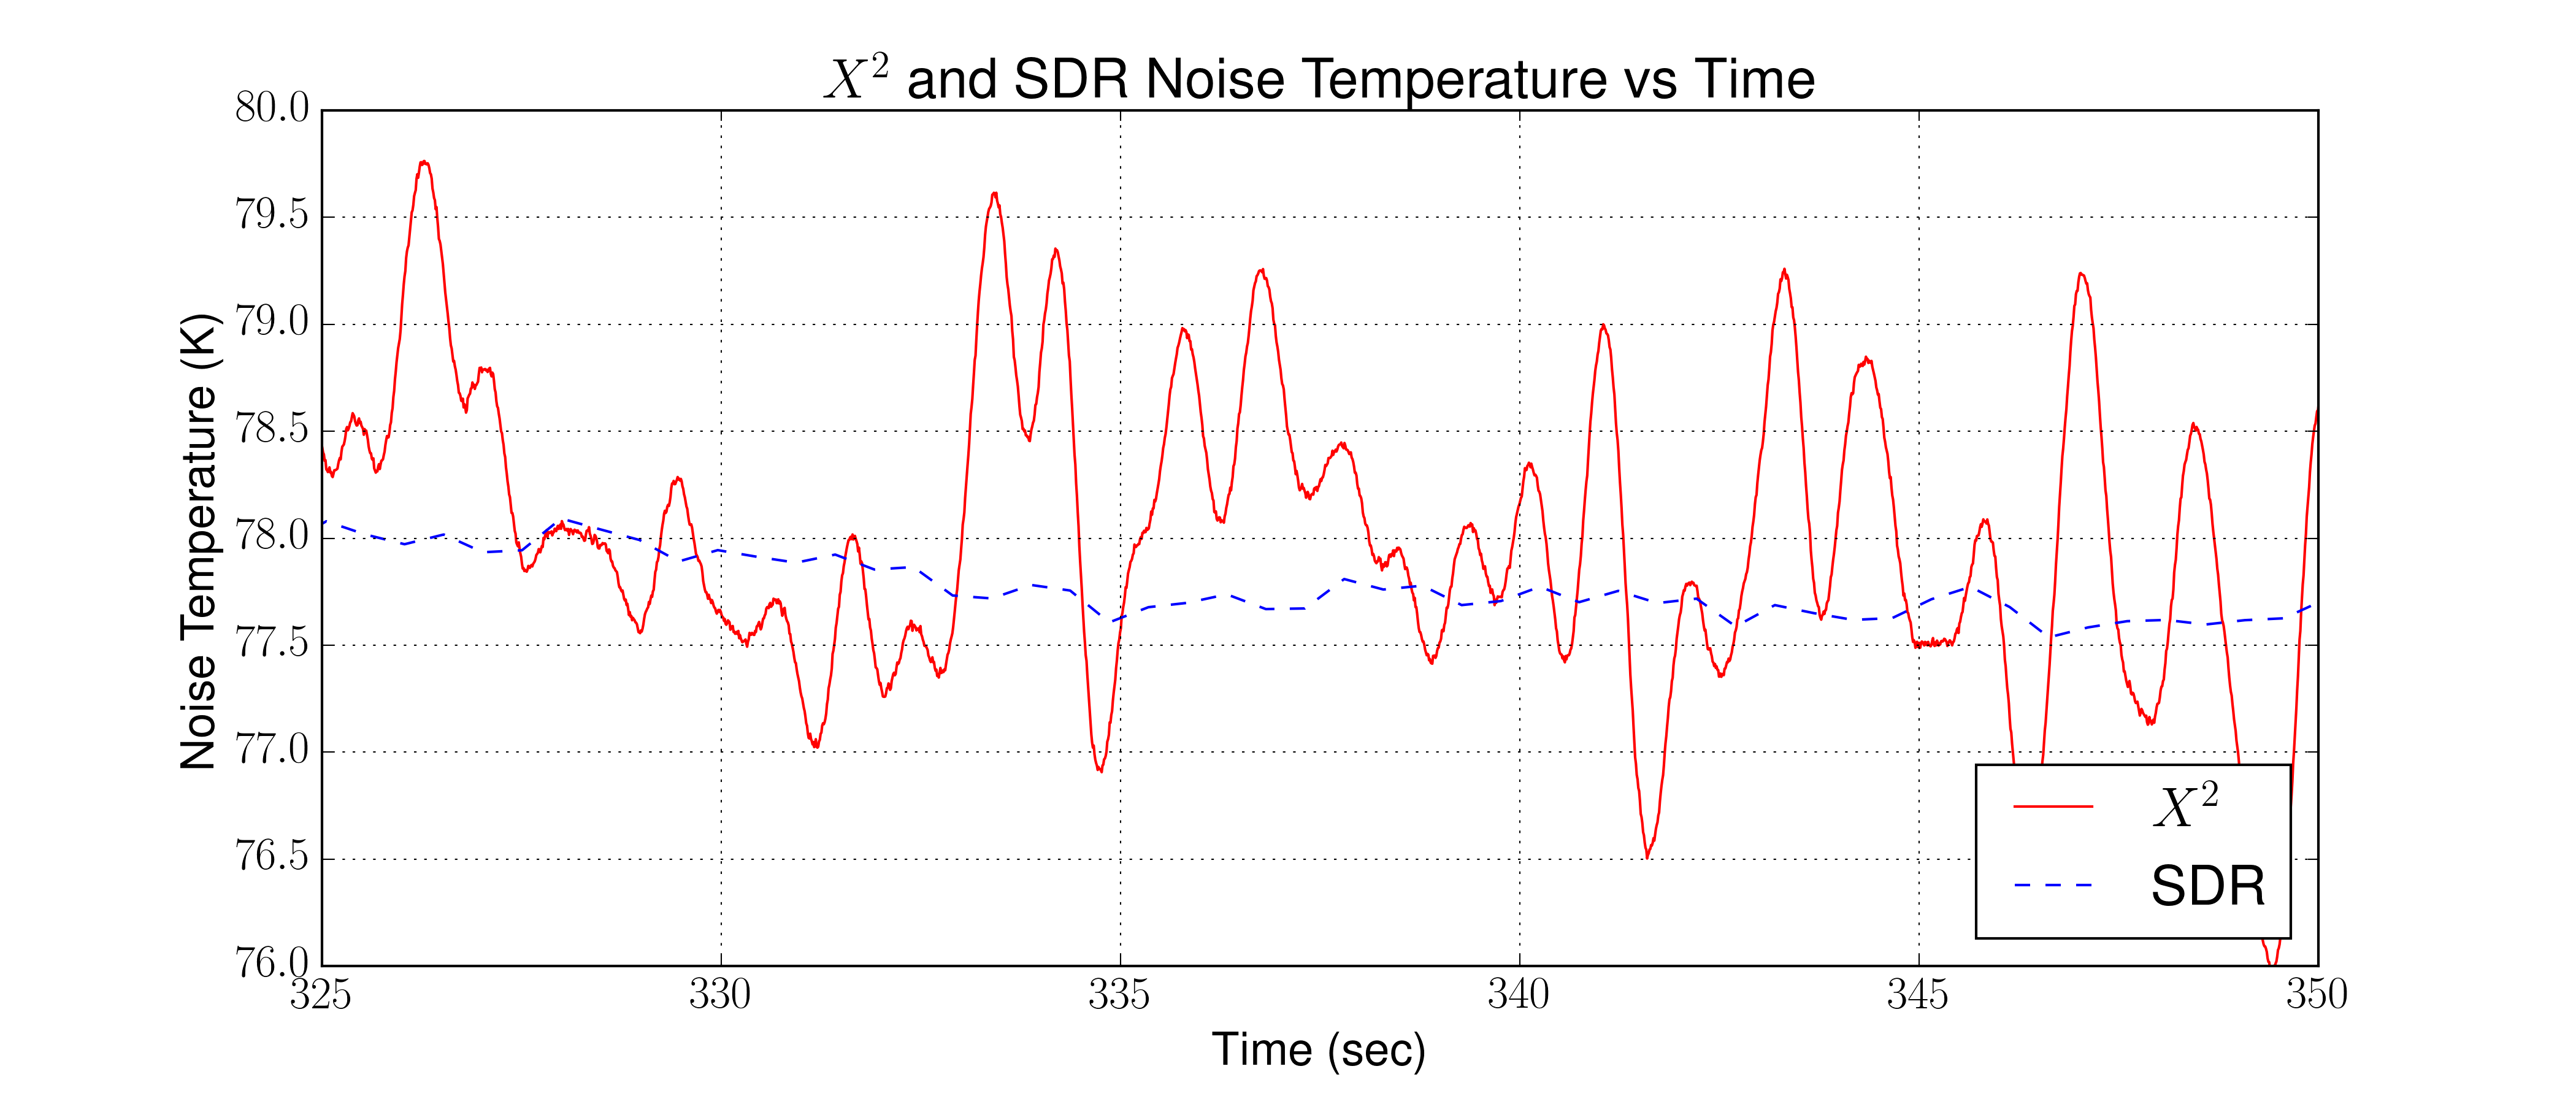 X² and SDR Noise Temperature vs Time
Noise Temperature (K)
80.0
79.5
79.0
78.5
78.0
77.5
77.0
76.5
76.0
325 330 335 340 345 350
Time (sec)
X²
SDR